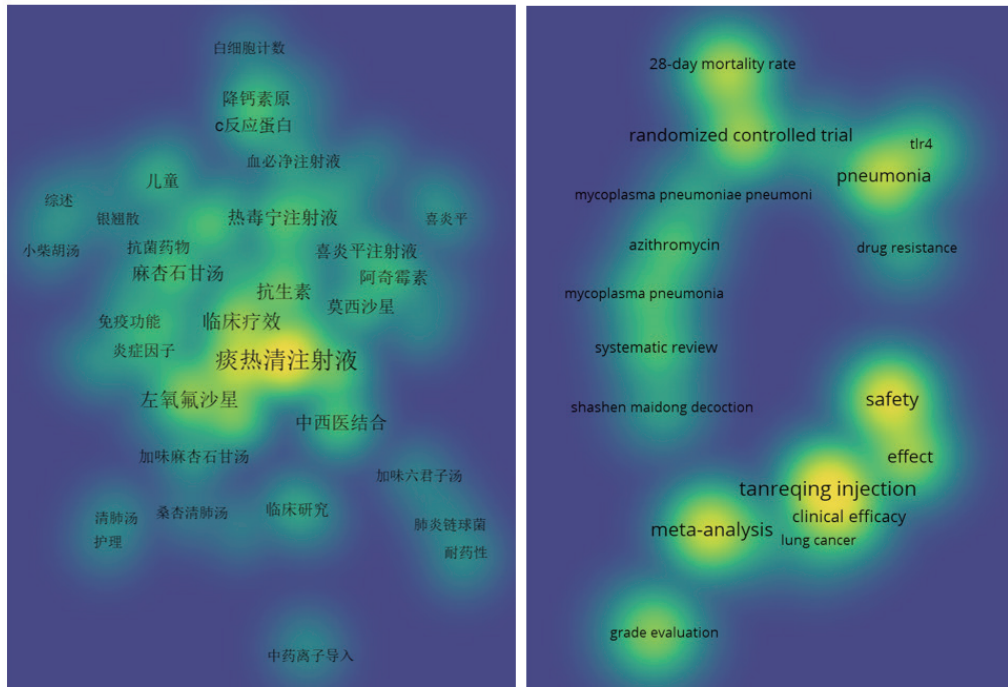 白细胞计数
降钙素原
c反应蛋白
血必净注射液
儿童
综述
银翘散
热毒宁注射液
喜炎平
小柴胡汤
抗菌药物
喜炎平注射液
麻杏石甘汤
阿奇霉素
抗生素
莫西沙星
免疫功能
临床疗效
炎症因子
痰热清注射液
左氧氟沙星
中西医结合
加味麻杏石甘汤
加味六君子汤
清肺汤
桑杏清肺汤
临床研究
肺炎链球菌
护理
耐药性
中药离子导入
28-day mortality rate
randomized controlled trial
tlr4
pneumonia
mycoplasma pneumoniae pneumoni
azithromycin
drug resistance
mycoplasma pneumonia
systematic review
shashen maidong decoction
safety
effect
tanreqing injection
clinical efficacy
meta-analysis
lung cancer
grade evaluation